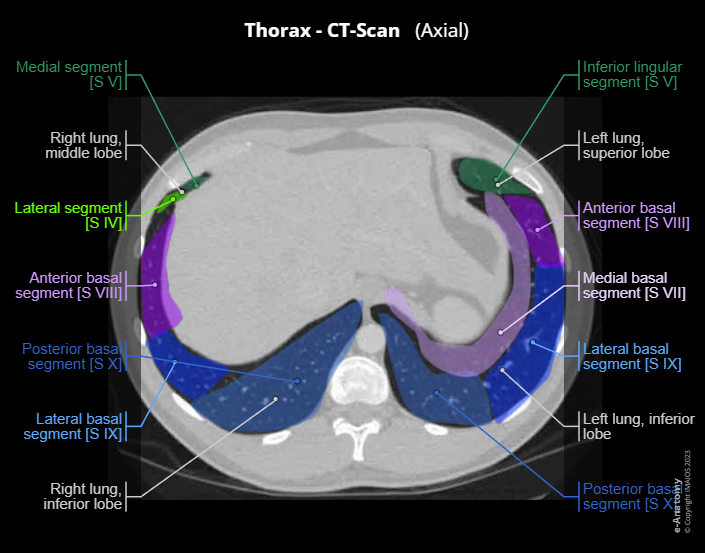 Thorax - CT-Scan (Axial)
Medial segment
[S V]
Right lung,
middle lobe
Lateral segment
[S IV]
Anterior basal
segment [S VIII]
Posterior basal
segment [S X]
Lateral basal
segment [S IX]
Right lung,
inferior lobe
Inferior lingular
segment [S V]
Left lung,
superior lobe
Anterior basal
segment [S VIII]
Medial basal
segment [S VII]
Lateral basal
segment [S IX]
Left lung, inferior
lobe
Posterior basal
segment [S X]
e-Anatomy
© Copyright IMAIOS 2023